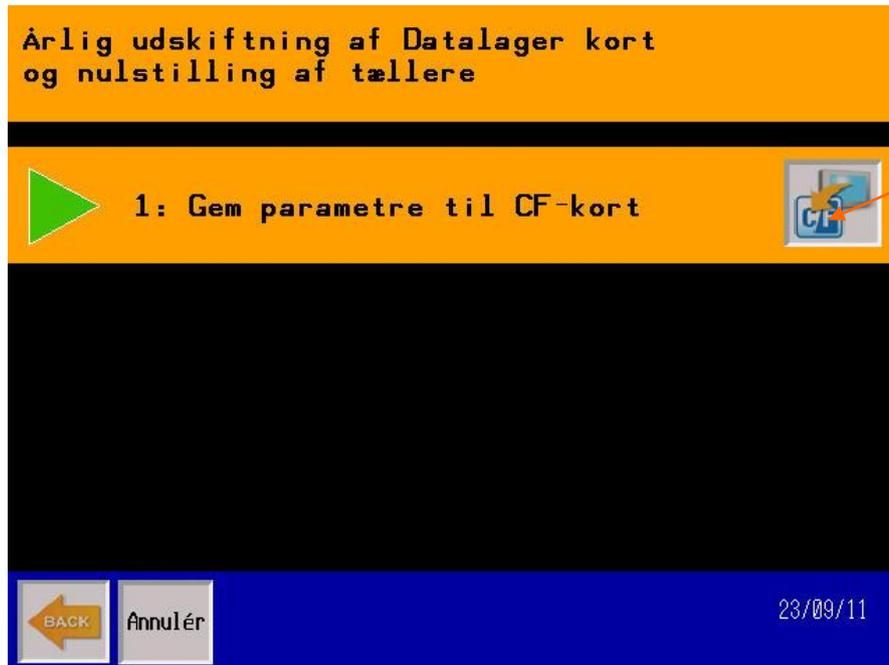 Årlig udskiftning af Datalager kort
og nulstilling af tællere
1: Gem parametre til CF-kort
CF
BACK
Annulér
23/09/11